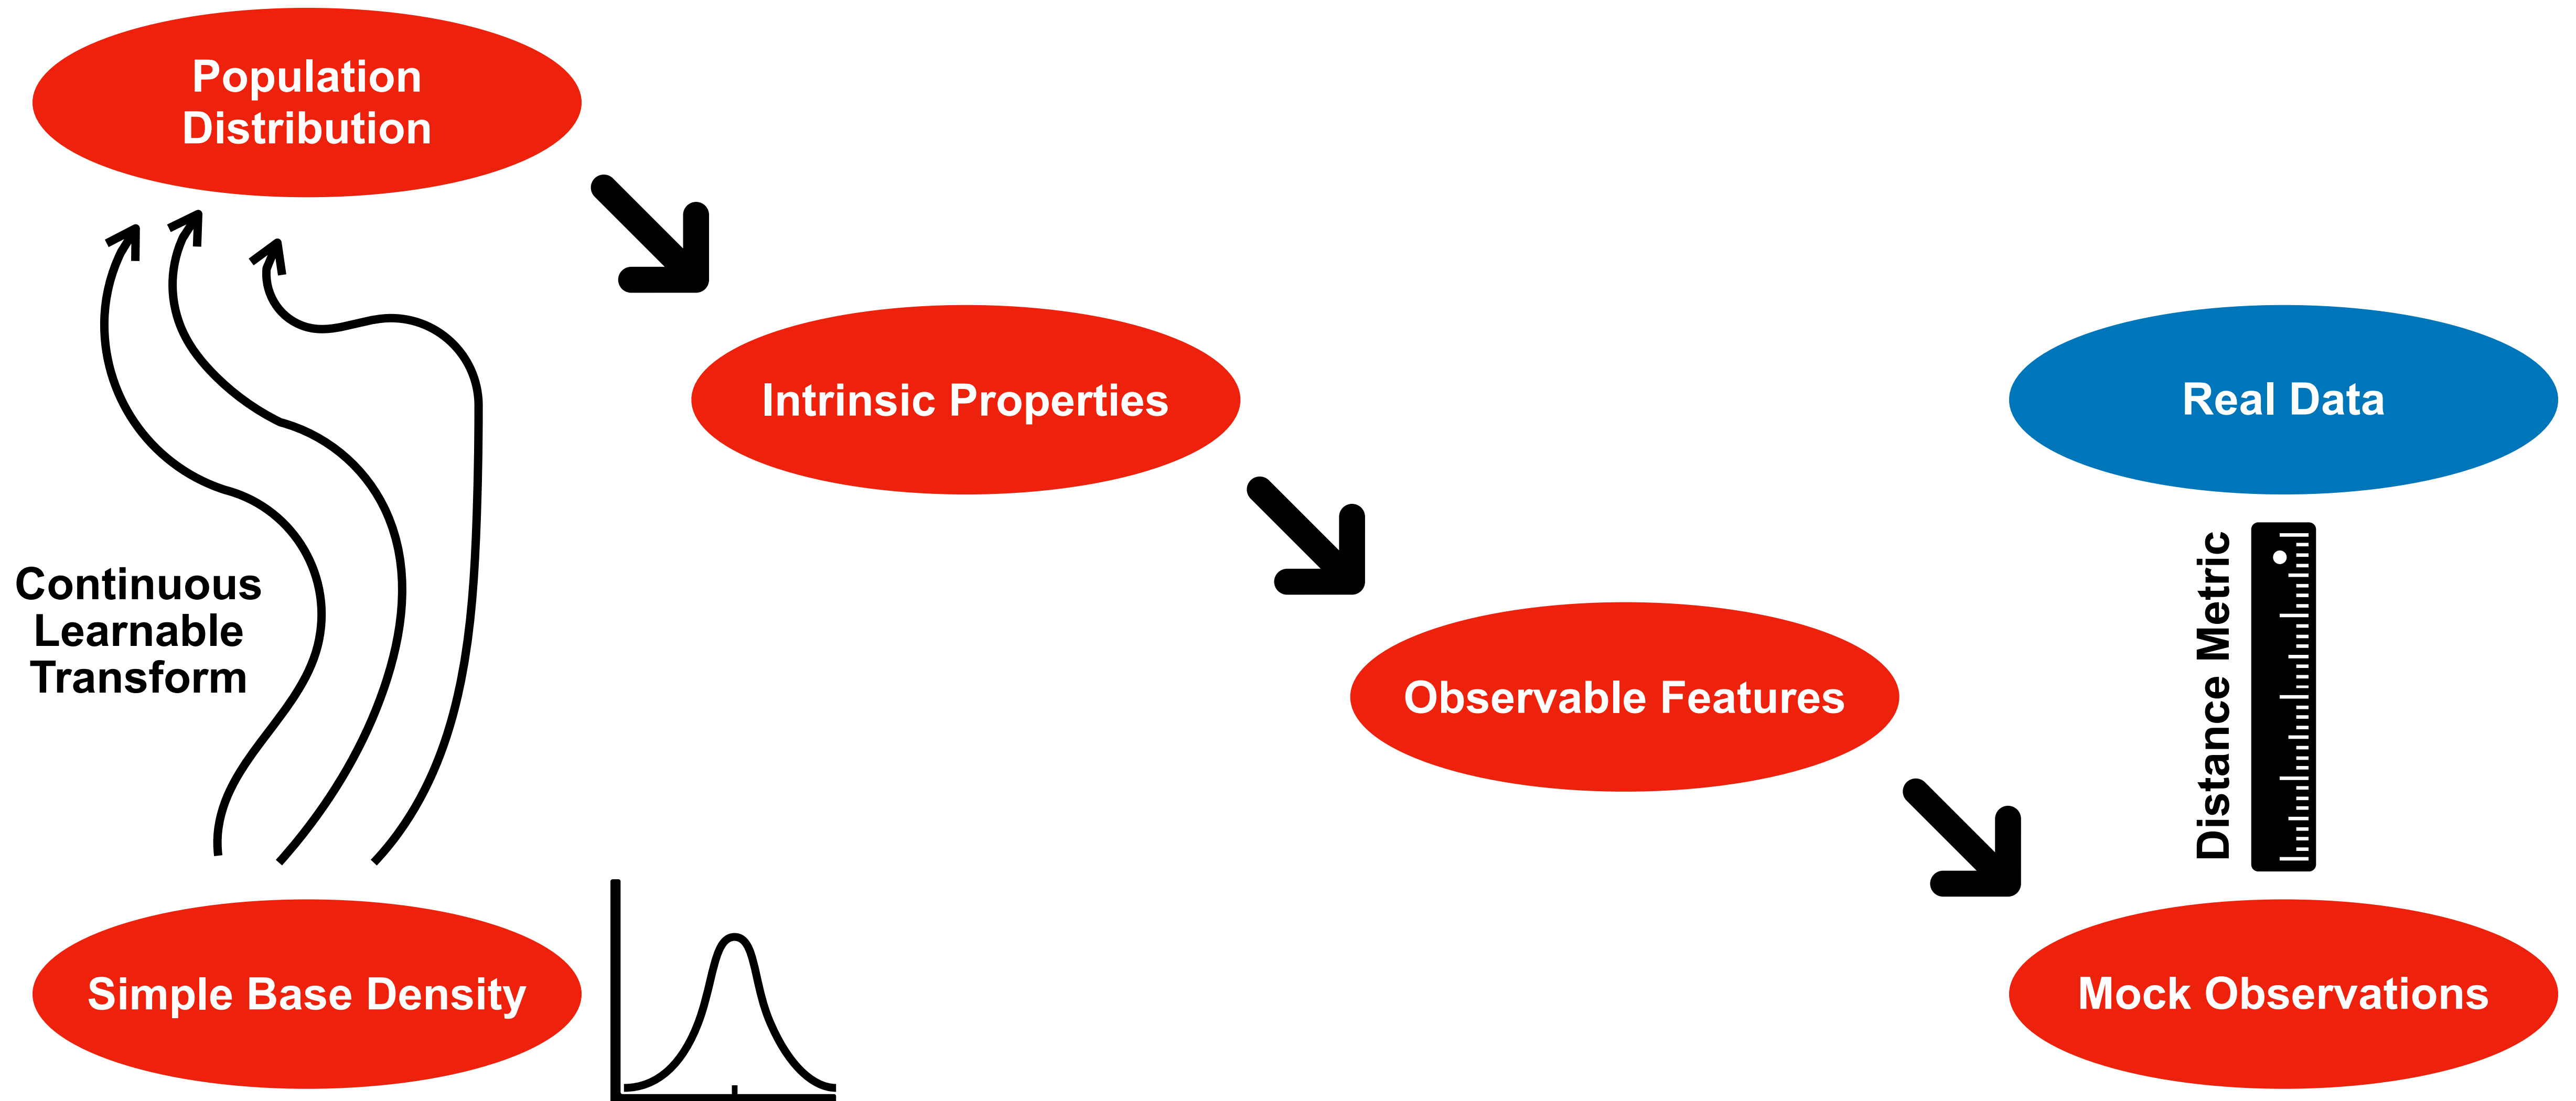 Population
Distribution
Intrinsic Properties
Real Data
Continuous
Learnable
Transform
Distance Metric
Observable Features
Simple Base Density
Mock Observations